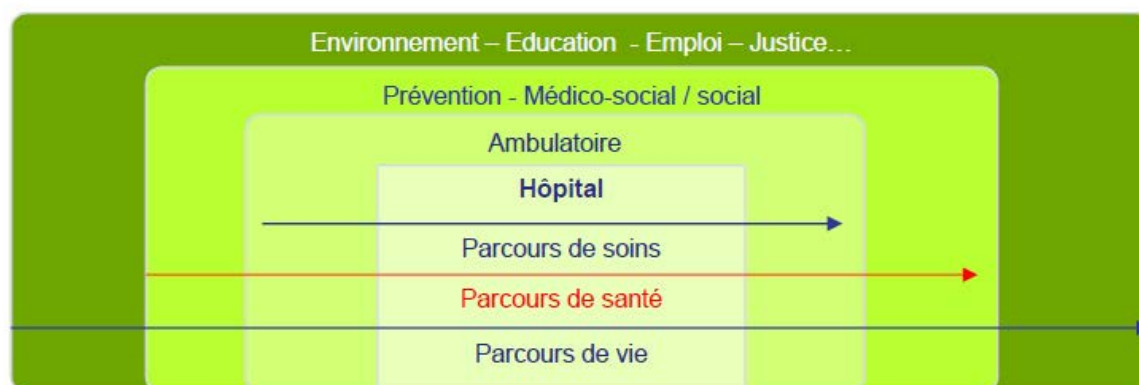 Environnement – Education  - Emploi – Justice…
Prévention - Médico-social / social
Ambulatoire
Hôpital
Parcours de soins
Parcours de santé
Parcours de vie